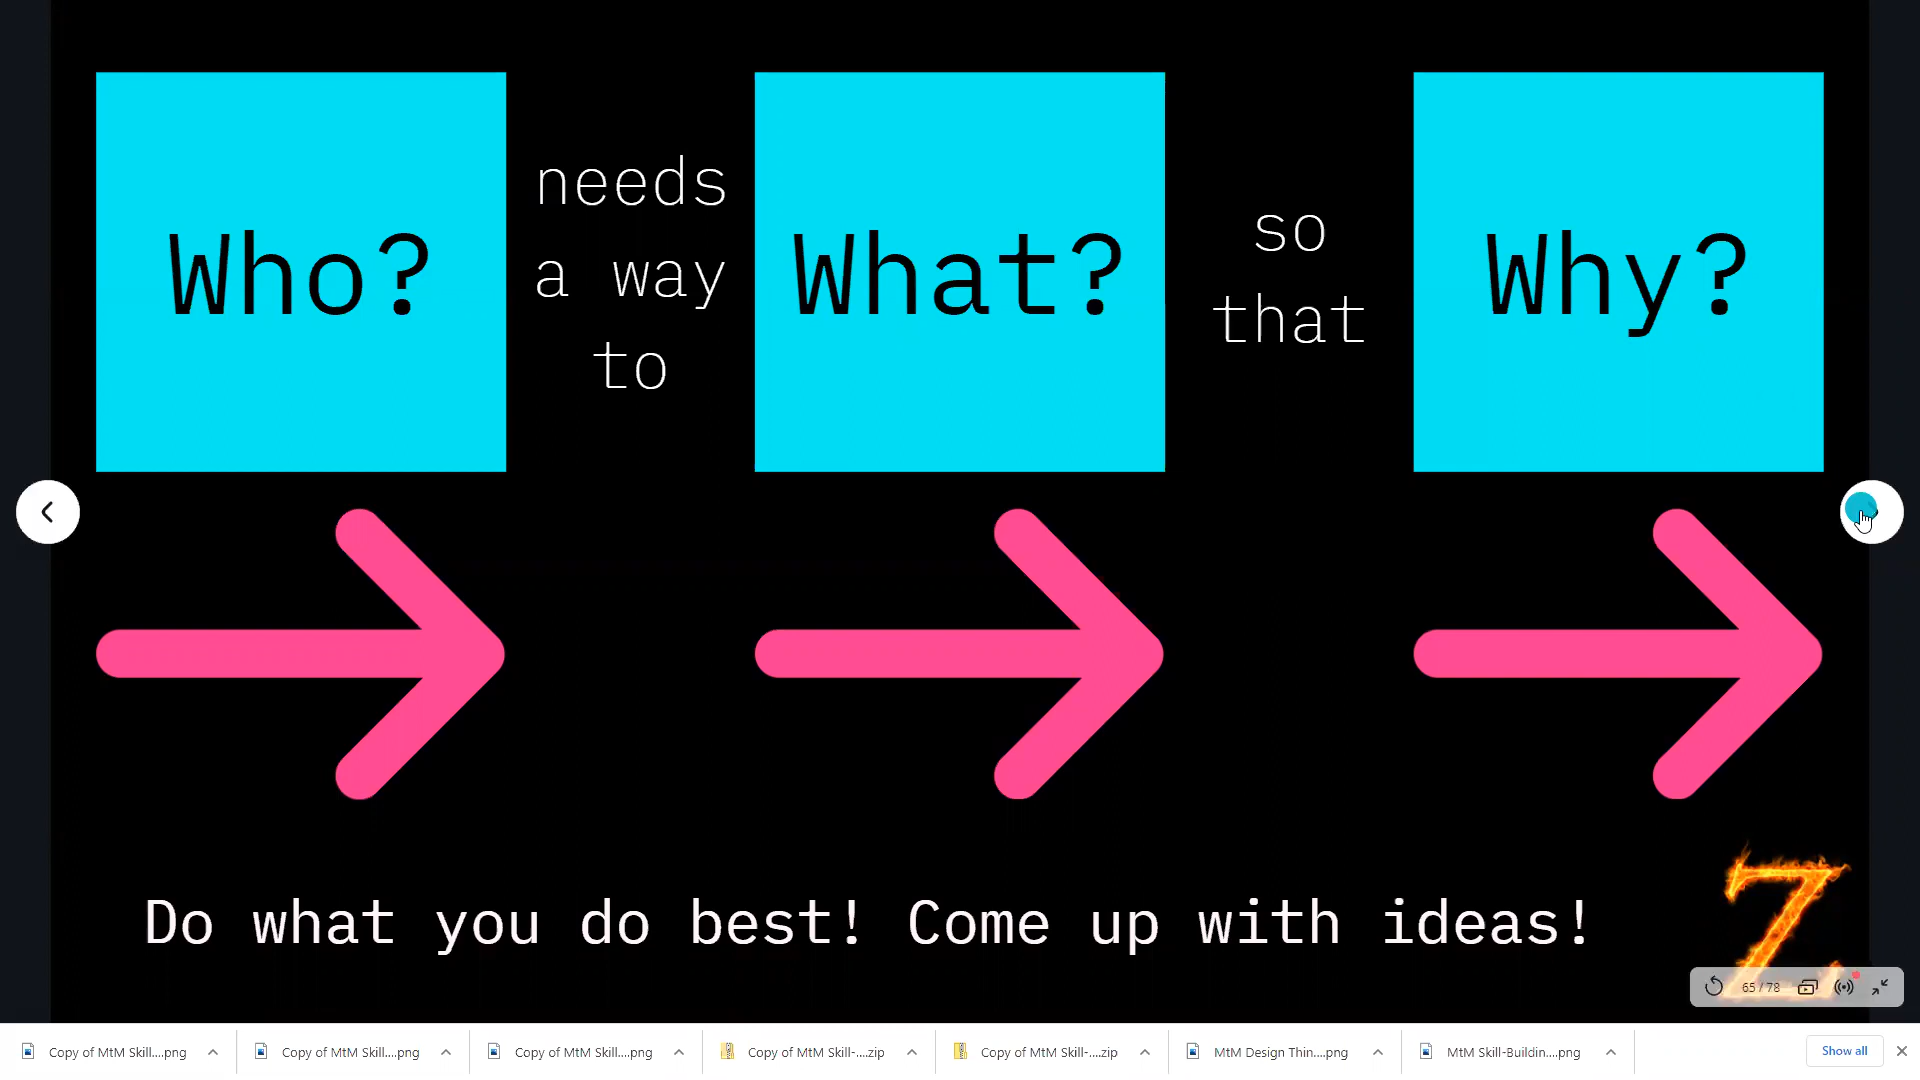 Who?
needs
a way
to
What?
so
that
Why?
Do what you do best! Come up with ideas!
Z
65 / 78
Copy of MtM Skill....png
Copy of MtM Skill....png
Copy of MtM Skill....png
Copy of MtM Skill-....zip
Copy of MtM Skill-....zip
MtM Design Thin....png
MtM Skill-Buildin....png
Show all